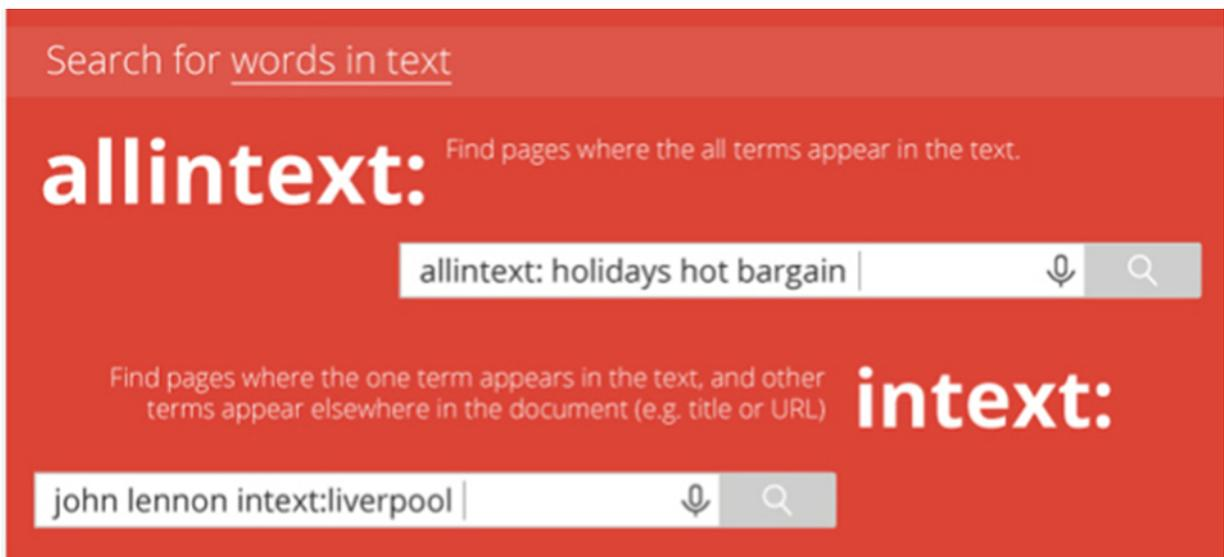 Search for words in text
allintext: Find pages where the all terms appear in the text.
allintext: holidays hot bargain
Find pages where the one term appears in the text, and other
terms appear elsewhere in the document (e.g. title or URL)
intext:
john lennon intext:liverpool